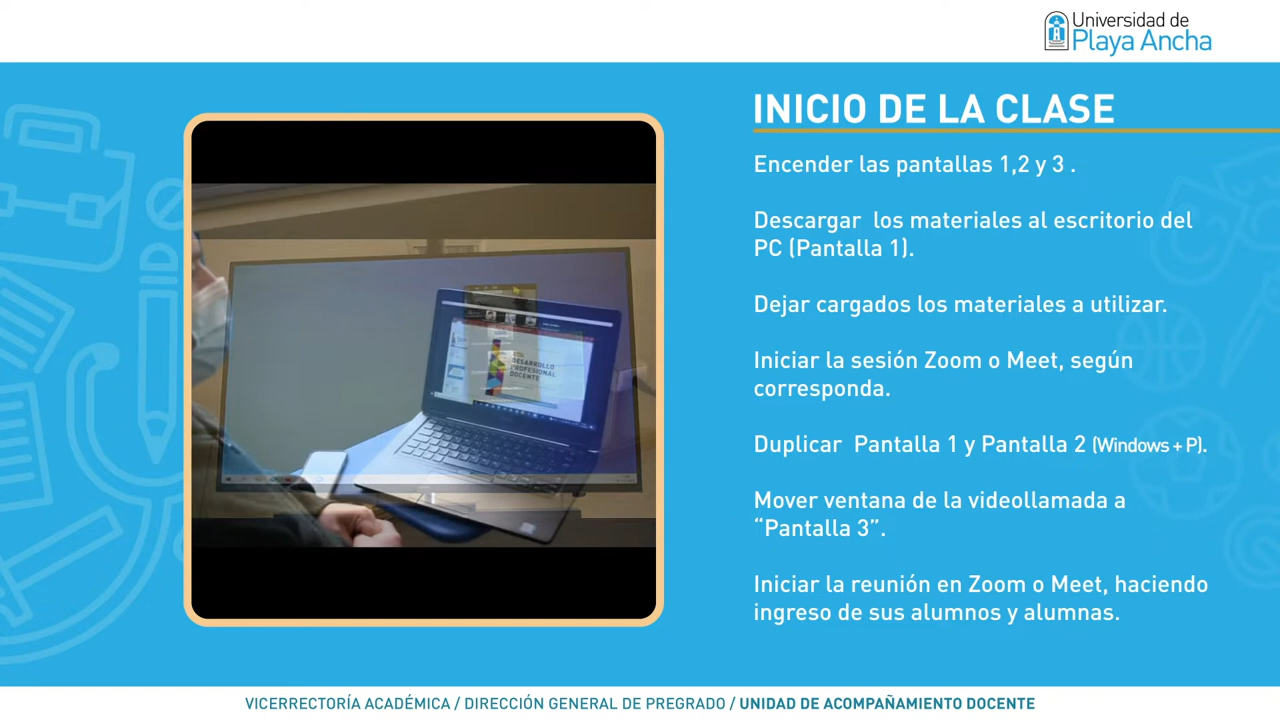 Universidad de
Playa Ancha
INICIO DE LA CLASE
Encender las pantallas 1,2 y 3 .
Descargar los materiales al escritorio del
PC (Pantalla 1).
Dejar cargados los materiales a utilizar.
Iniciar la sesión Zoom o Meet, según
corresponda.
Duplicar Pantalla 1 y Pantalla 2 (Windows + P).
Mover ventana de la videollamada a
“Pantalla 3”.
Iniciar la reunión en Zoom o Meet, haciendo
ingreso de sus alumnos y alumnas.
DESARROLLO
PROFESIONAL
DOCENTE
VICERRECTORÍA ACADÉMICA / DIRECCIÓN GENERAL DE PREGRADO / UNIDAD DE ACOMPAÑAMIENTO DOCENTE